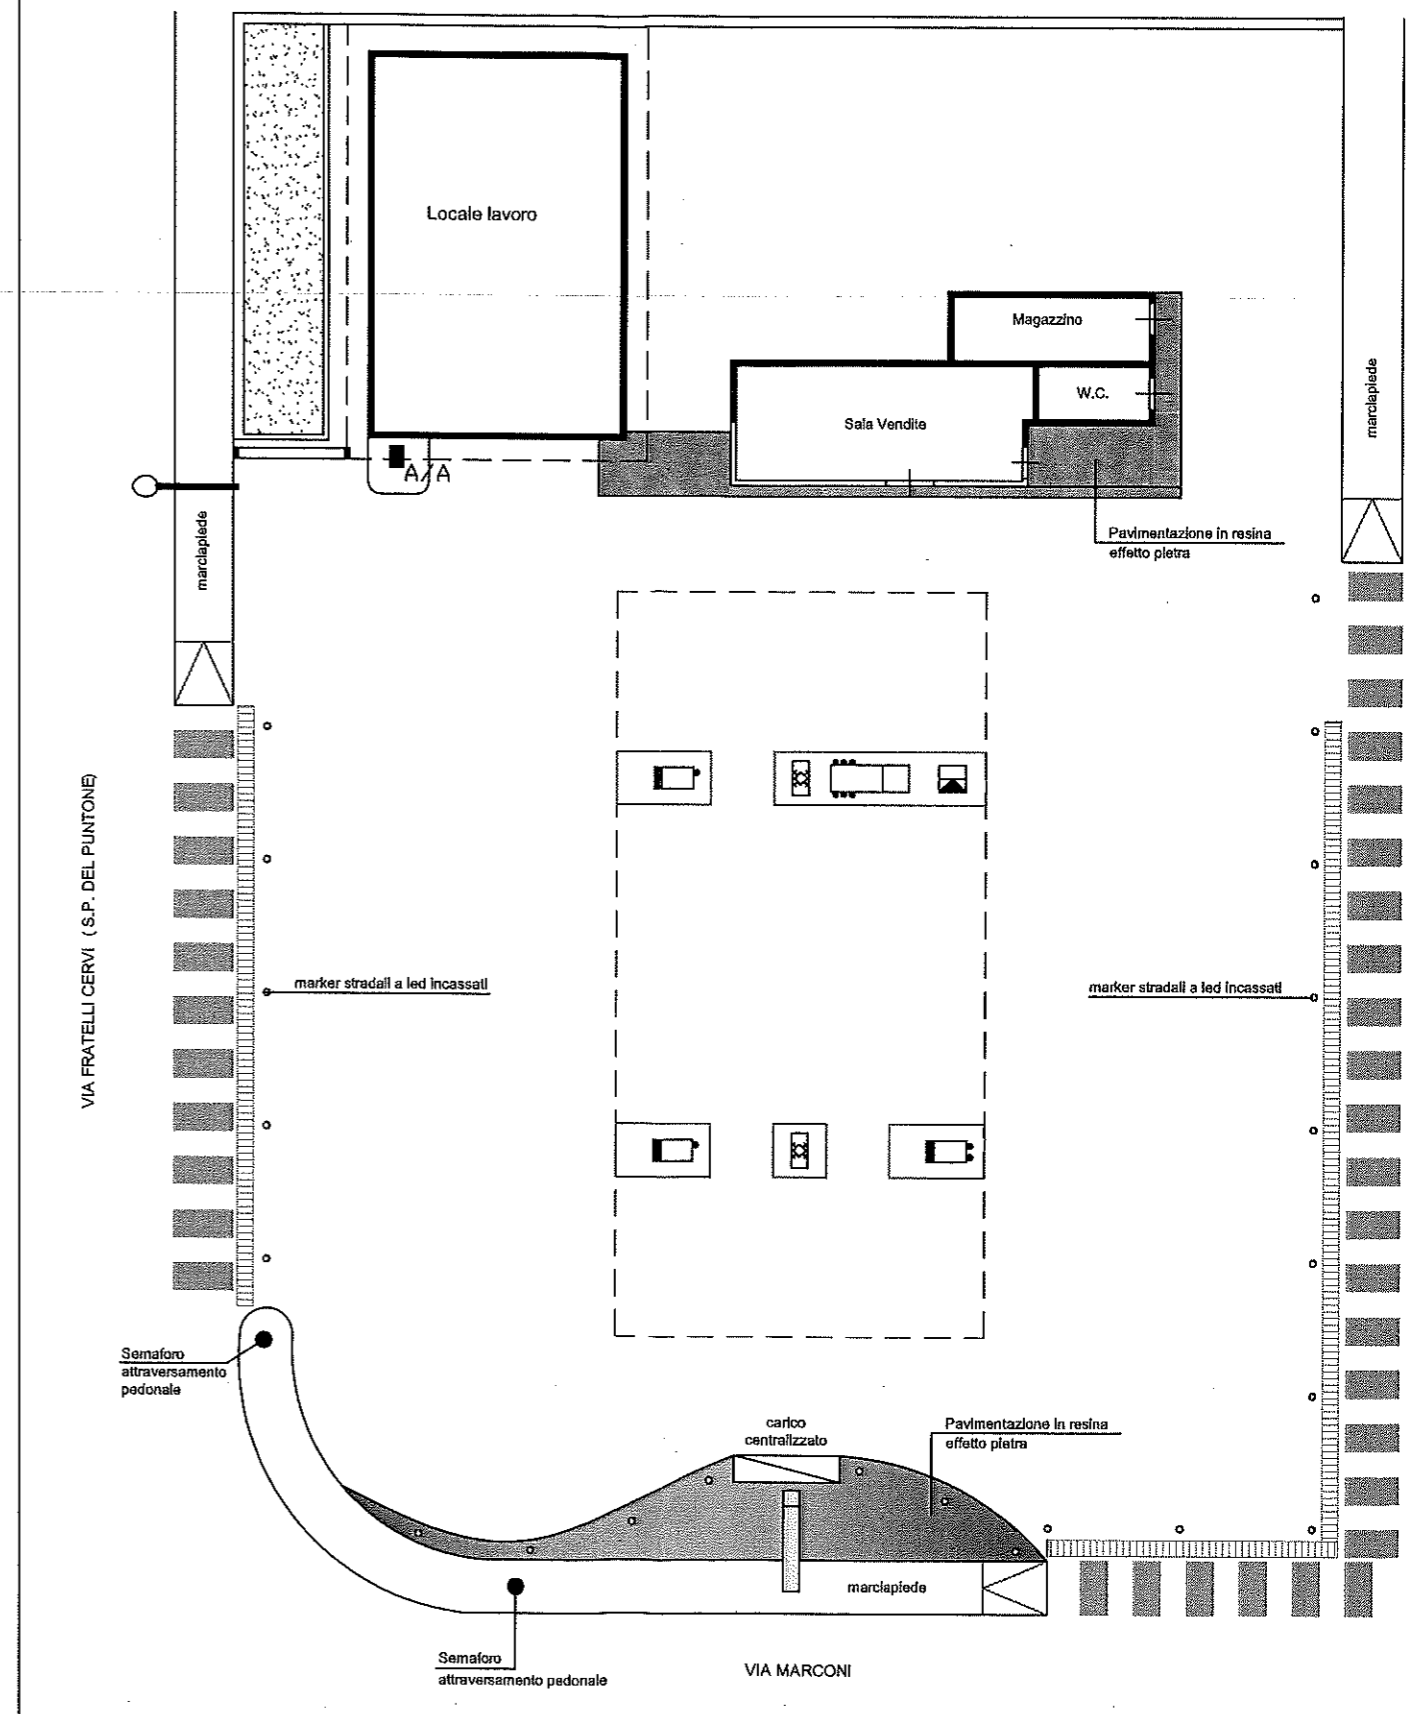 Locale lavoro
Magazzino
W.C.
Sala Vendite
marciapiede
A/A
marciapiede
Pavimentazione in resina
effetto pietra
VIA FRATELLI CERVI ( S.P. DEL PUNTONE)
marker stradali a led incassati
marker stradali a led incassati
Semaforo
attraversamento
pedonale
carico
centralizzato
Pavimentazione in resina
effetto pietra
marciapiede
Semaforo
attraversamento pedonale
VIA MARCONI